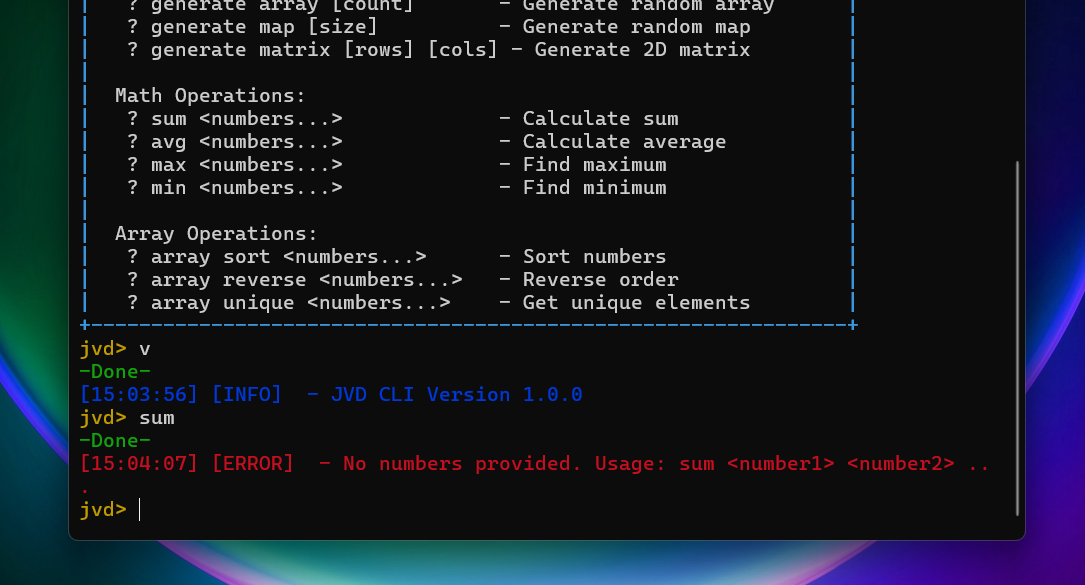 ? generate array [count]       - Generate random array
? generate map [size]          - Generate random map
? generate matrix [rows] [cols] - Generate 2D matrix
Math Operations:
? sum <numbers...>             - Calculate sum
? avg <numbers...>             - Calculate average
? max <numbers...>             - Find maximum
? min <numbers...>             - Find minimum
Array Operations:
? array sort <numbers...>      - Sort numbers
? array reverse <numbers...>   - Reverse order
? array unique <numbers...>    - Get unique elements
jvd> v
-Done-
[15:03:56] [INFO]  - JVD CLI Version 1.0.0
jvd> sum
-Done-
[15:04:07] [ERROR]  - No numbers provided. Usage: sum <number1> <number2> ..
.
jvd>